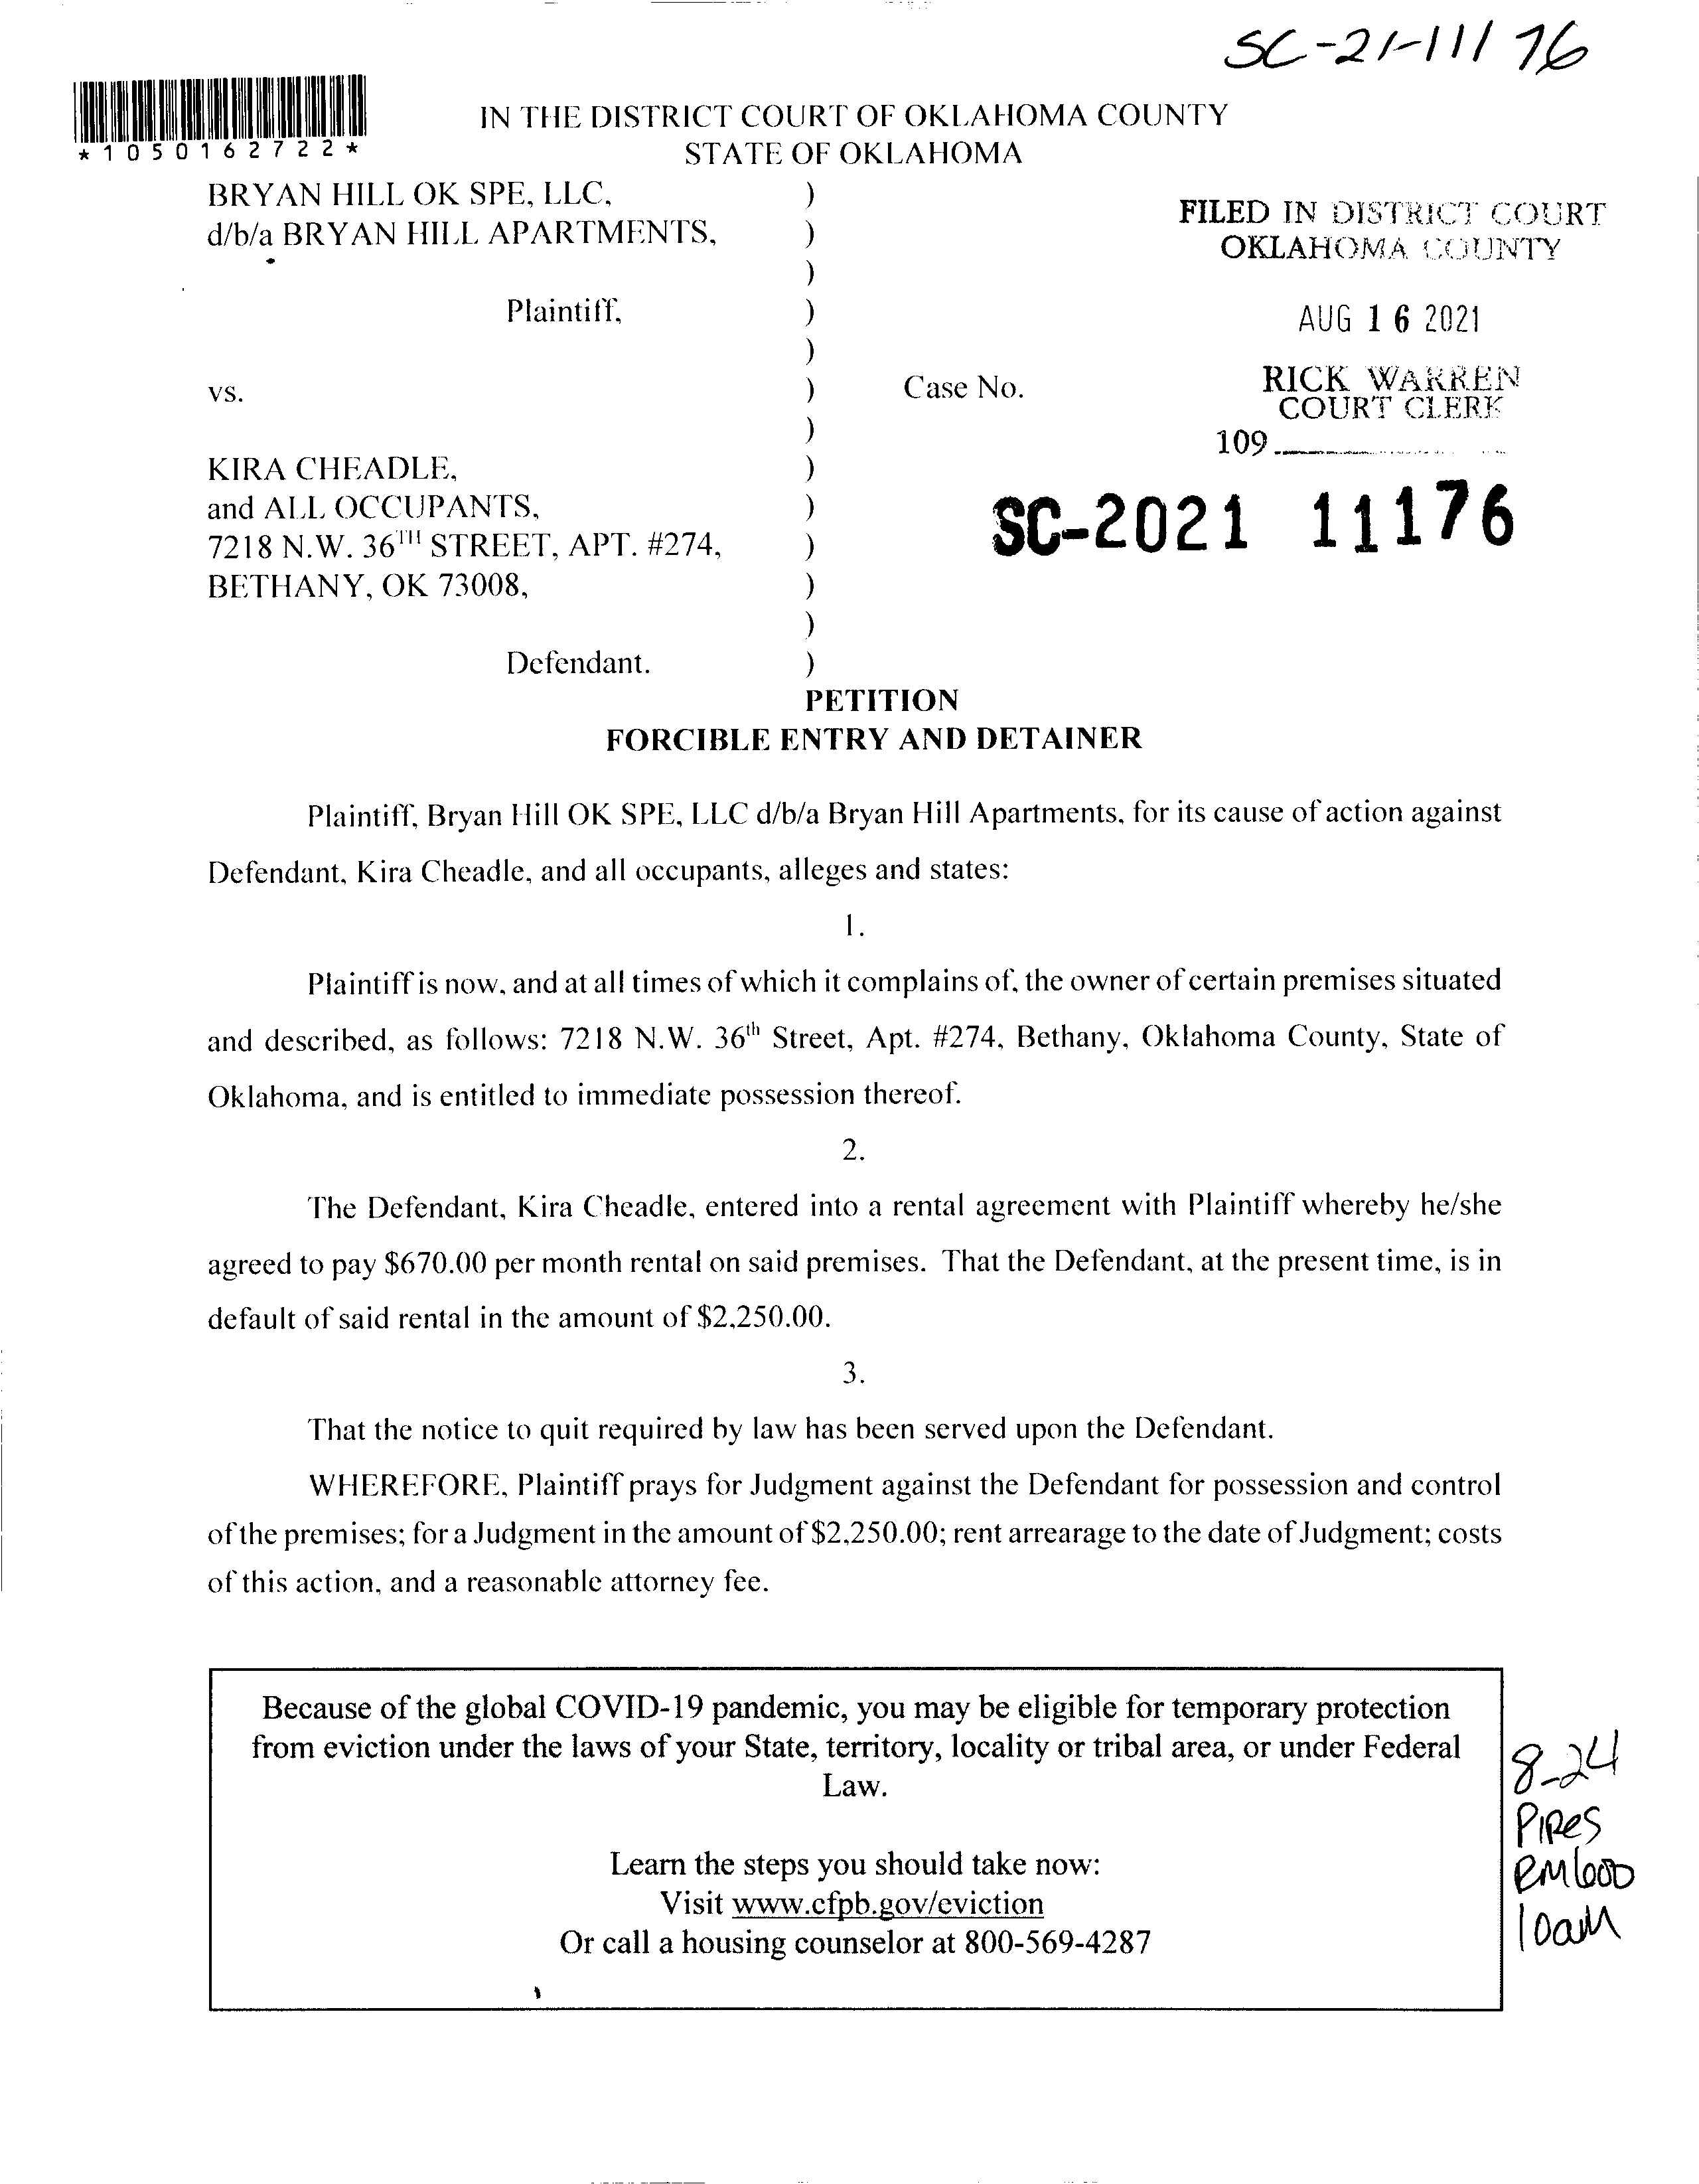 SC-21-11176
*1050162722*
IN THE DISTRICT COURT OF OKLAHOMA COUNTY
STATE OF OKLAHOMA
BRYAN HILL OK SPE, LLC, )
d/b/a BRYAN HILL APARTMENTS, )
)
Plaintiff, )
)
vs. ) Case No.
)
KIRA CHEADLE, )
and ALL OCCUPANTS, )
7218 N.W. 36TH STREET, APT. #274, )
BETHANY, OK 73008, )
)
Defendant. )
FILED IN DISTRICT COURT
OKLAHOMA COUNTY
AUG 16 2021
RICK WARREN
COURT CLERK
109
SC-2021 11176
PETITION
FORCIBLE ENTRY AND DETAINER
Plaintiff, Bryan Hill OK SPE, LLC d/b/a Bryan Hill Apartments, for its cause of action against
Defendant, Kira Cheadle, and all occupants, alleges and states:
1.
Plaintiff is now, and at all times of which it complains of, the owner of certain premises situated
and described, as follows: 7218 N.W. 36th Street, Apt. #274, Bethany, Oklahoma County, State of
Oklahoma, and is entitled to immediate possession thereof.
2.
The Defendant, Kira Cheadle, entered into a rental agreement with Plaintiff whereby he/she
agreed to pay $670.00 per month rental on said premises. That the Defendant, at the present time, is in
default of said rental in the amount of $2,250.00.
3.
That the notice to quit required by law has been served upon the Defendant.
WHEREFORE, Plaintiff prays for Judgment against the Defendant for possession and control
of the premises; for a Judgment in the amount of $2,250.00; rent arrearage to the date of Judgment; costs
of this action, and a reasonable attorney fee.
Because of the global COVID-19 pandemic, you may be eligible for temporary protection
from eviction under the laws of your State, territory, locality or tribal area, or under Federal
Law.
Learn the steps you should take now:
Visit www.cfpb.gov/eviction
Or call a housing counselor at 800-569-4287
8-24
PIRES
RM 600
10am